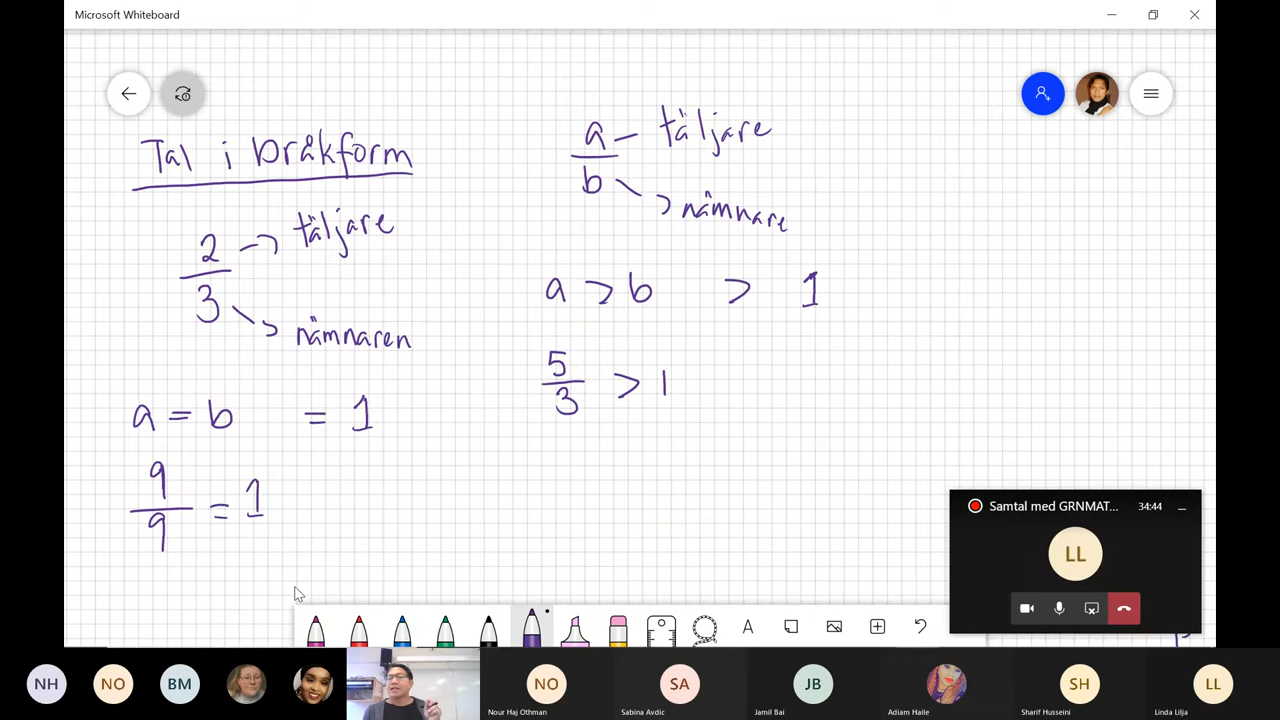 Microsoft Whiteboard
Tal i bråkform
2 → täljare
3 → nämnaren
a = b = 1
9
9 = 1
a – täljare
b → nämnare
a > b > 1
5
3 > 1
Samtal med GRNMAT... 34:44
LL
A
NH
NO
BM
NO
Nour Haj Othman
SA
Sabina Avdic
JB
Jamil Bai
Adiam Haile
SH
Sharif Husseini
LL
Linda Lilja